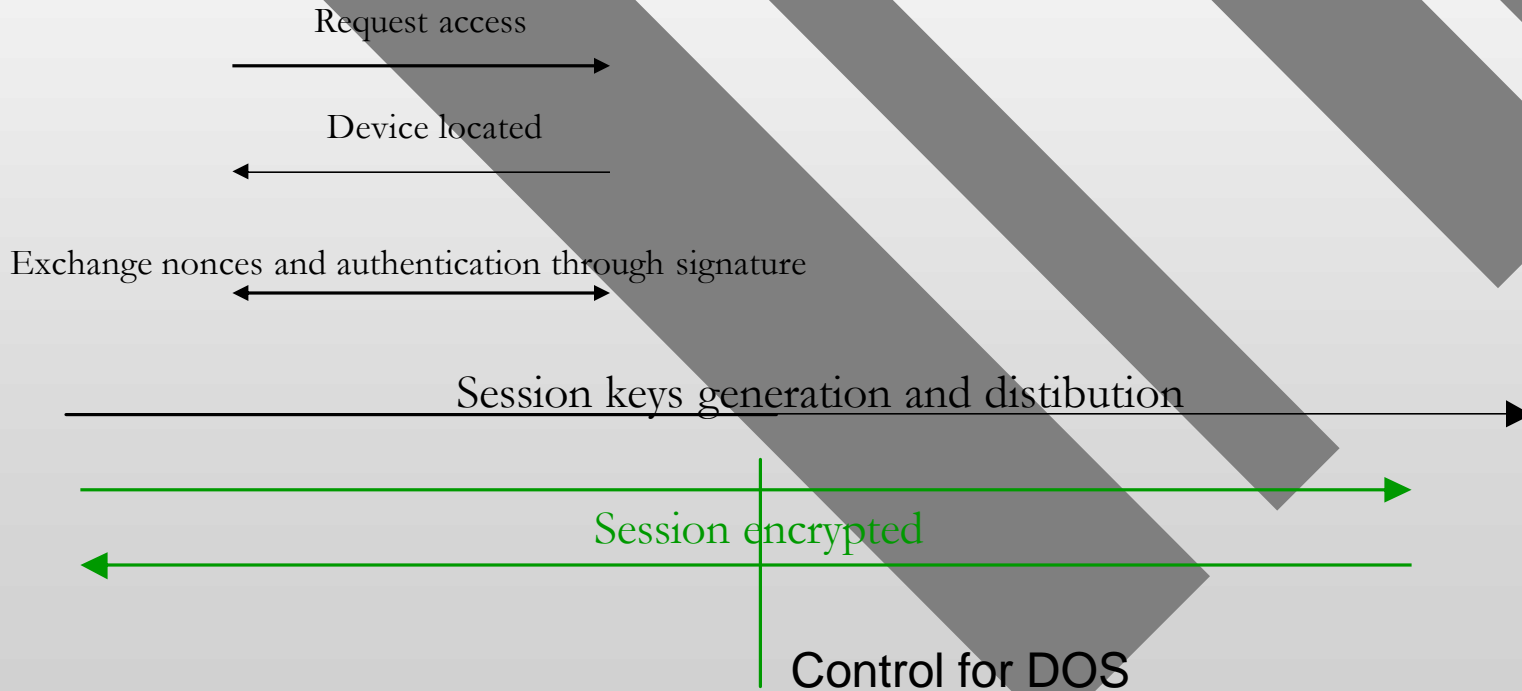 Request access
Device located
Exchange nonces and authentication through signature
Session keys generation and distibution
Session encrypted
Control for DOS